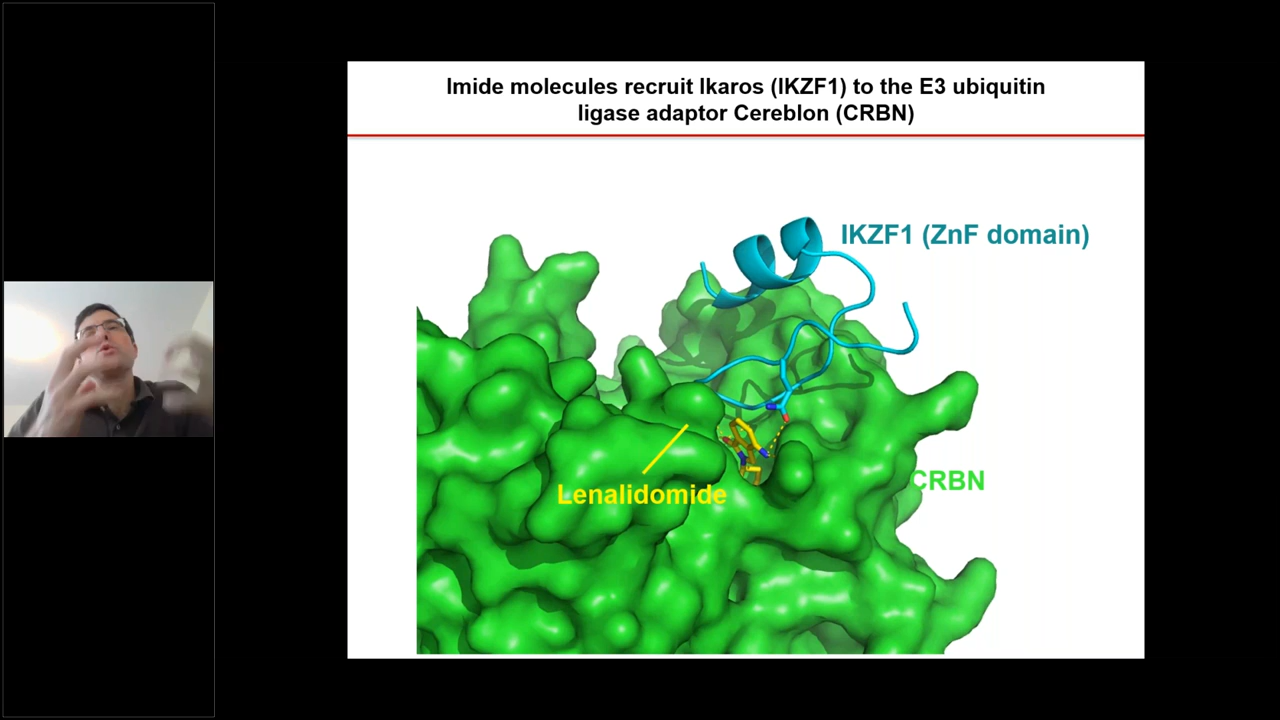 Imide molecules recruit Ikaros (IKZF1) to the E3 ubiquitin
ligase adaptor Cereblon (CRBN)
IKZF1 (ZnF domain)
CRBN
Lenalidomide